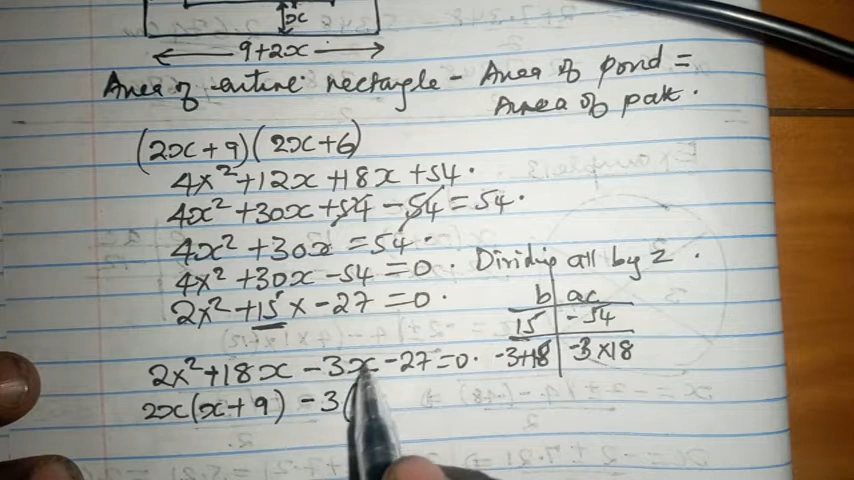 x
9+2x
Area of entire rectangle - Area of pond =
Area of path.
(2x+9)(2x+6)
4x²+12x+18x+54.
4x²+30x+54-54=54.
4x²+30x=54.
4x²+30x-54=0. Dividing all by 2.
2x²+15x-27=0.
b | ac
15 | -54
-3+18 | -3×18
2x²+18x-3x-27=0.
2x(x+9) -3(